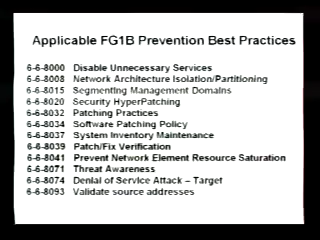 Applicable FG1B Prevention Best Practices
6-6-8000 Disable Unnecessary Services
6-6-8008 Network Architecture Isolation/Partitioning
6-6-8015 Segmenting Management Domains
6-6-8020 Security HyperPatching
6-6-8032 Patching Practices
6-6-8034 Software Patching Policy
6-6-8037 System Inventory Maintenance
6-6-8039 Patch/Fix Verification
6-6-8041 Prevent Network Element Resource Saturation
6-6-8071 Threat Awareness
6-6-8074 Denial of Service Attack – Target
6-6-8093 Validate source addresses